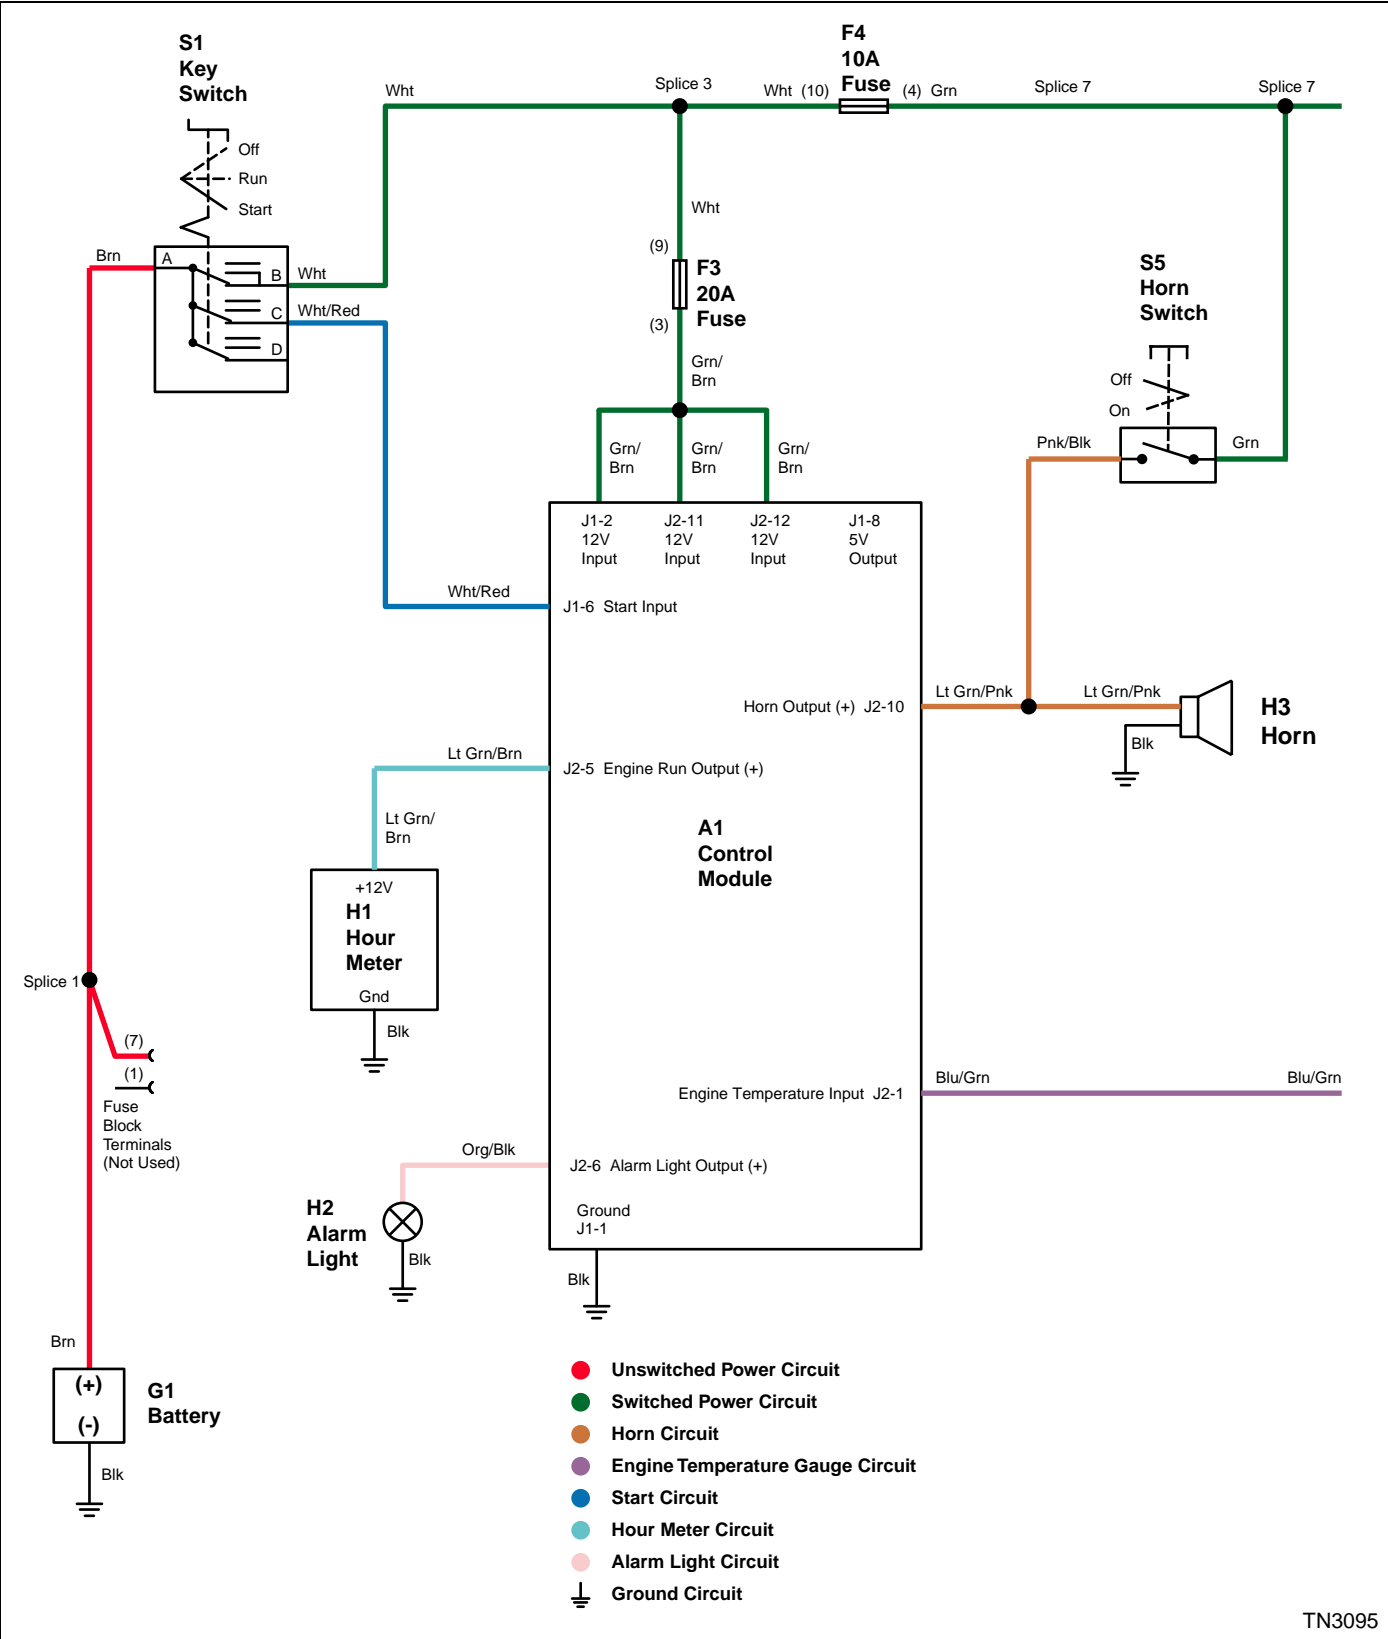 S1
Key
Switch
Off
Run
Start
F4
10A
Fuse
Wht
Splice 3
Wht (10)
(4) Grn
Splice 7
Splice 7
Brn
A
B
C
D
Wht
Wht/Red
Wht
(9)
F3
20A
Fuse
(3)
Grn/
Brn
Grn/
Brn
Grn/
Brn
Grn/
Brn
S5
Horn
Switch
Off
On
Pnk/Blk
Grn
J1-2
12V
Input
J2-11
12V
Input
J2-12
12V
Input
J1-8
5V
Output
Wht/Red
J1-6 Start Input
Horn Output (+) J2-10
Lt Grn/Pnk
Lt Grn/Pnk
H3
Horn
Blk
Lt Grn/Brn
J2-5 Engine Run Output (+)
Lt Grn/
Brn
A1
Control
Module
+12V
H1
Hour
Meter
Gnd
Blk
Splice 1
(7)
(1)
Fuse
Block
Terminals
(Not Used)
Engine Temperature Input J2-1
Blu/Grn
Blu/Grn
Org/Blk
J2-6 Alarm Light Output (+)
H2
Alarm
Light
Blk
Ground
J1-1
Blk
Brn
(+)
(-)
G1
Battery
Blk
Unswitched Power Circuit
Switched Power Circuit
Horn Circuit
Engine Temperature Gauge Circuit
Start Circuit
Hour Meter Circuit
Alarm Light Circuit
Ground Circuit
TN3095